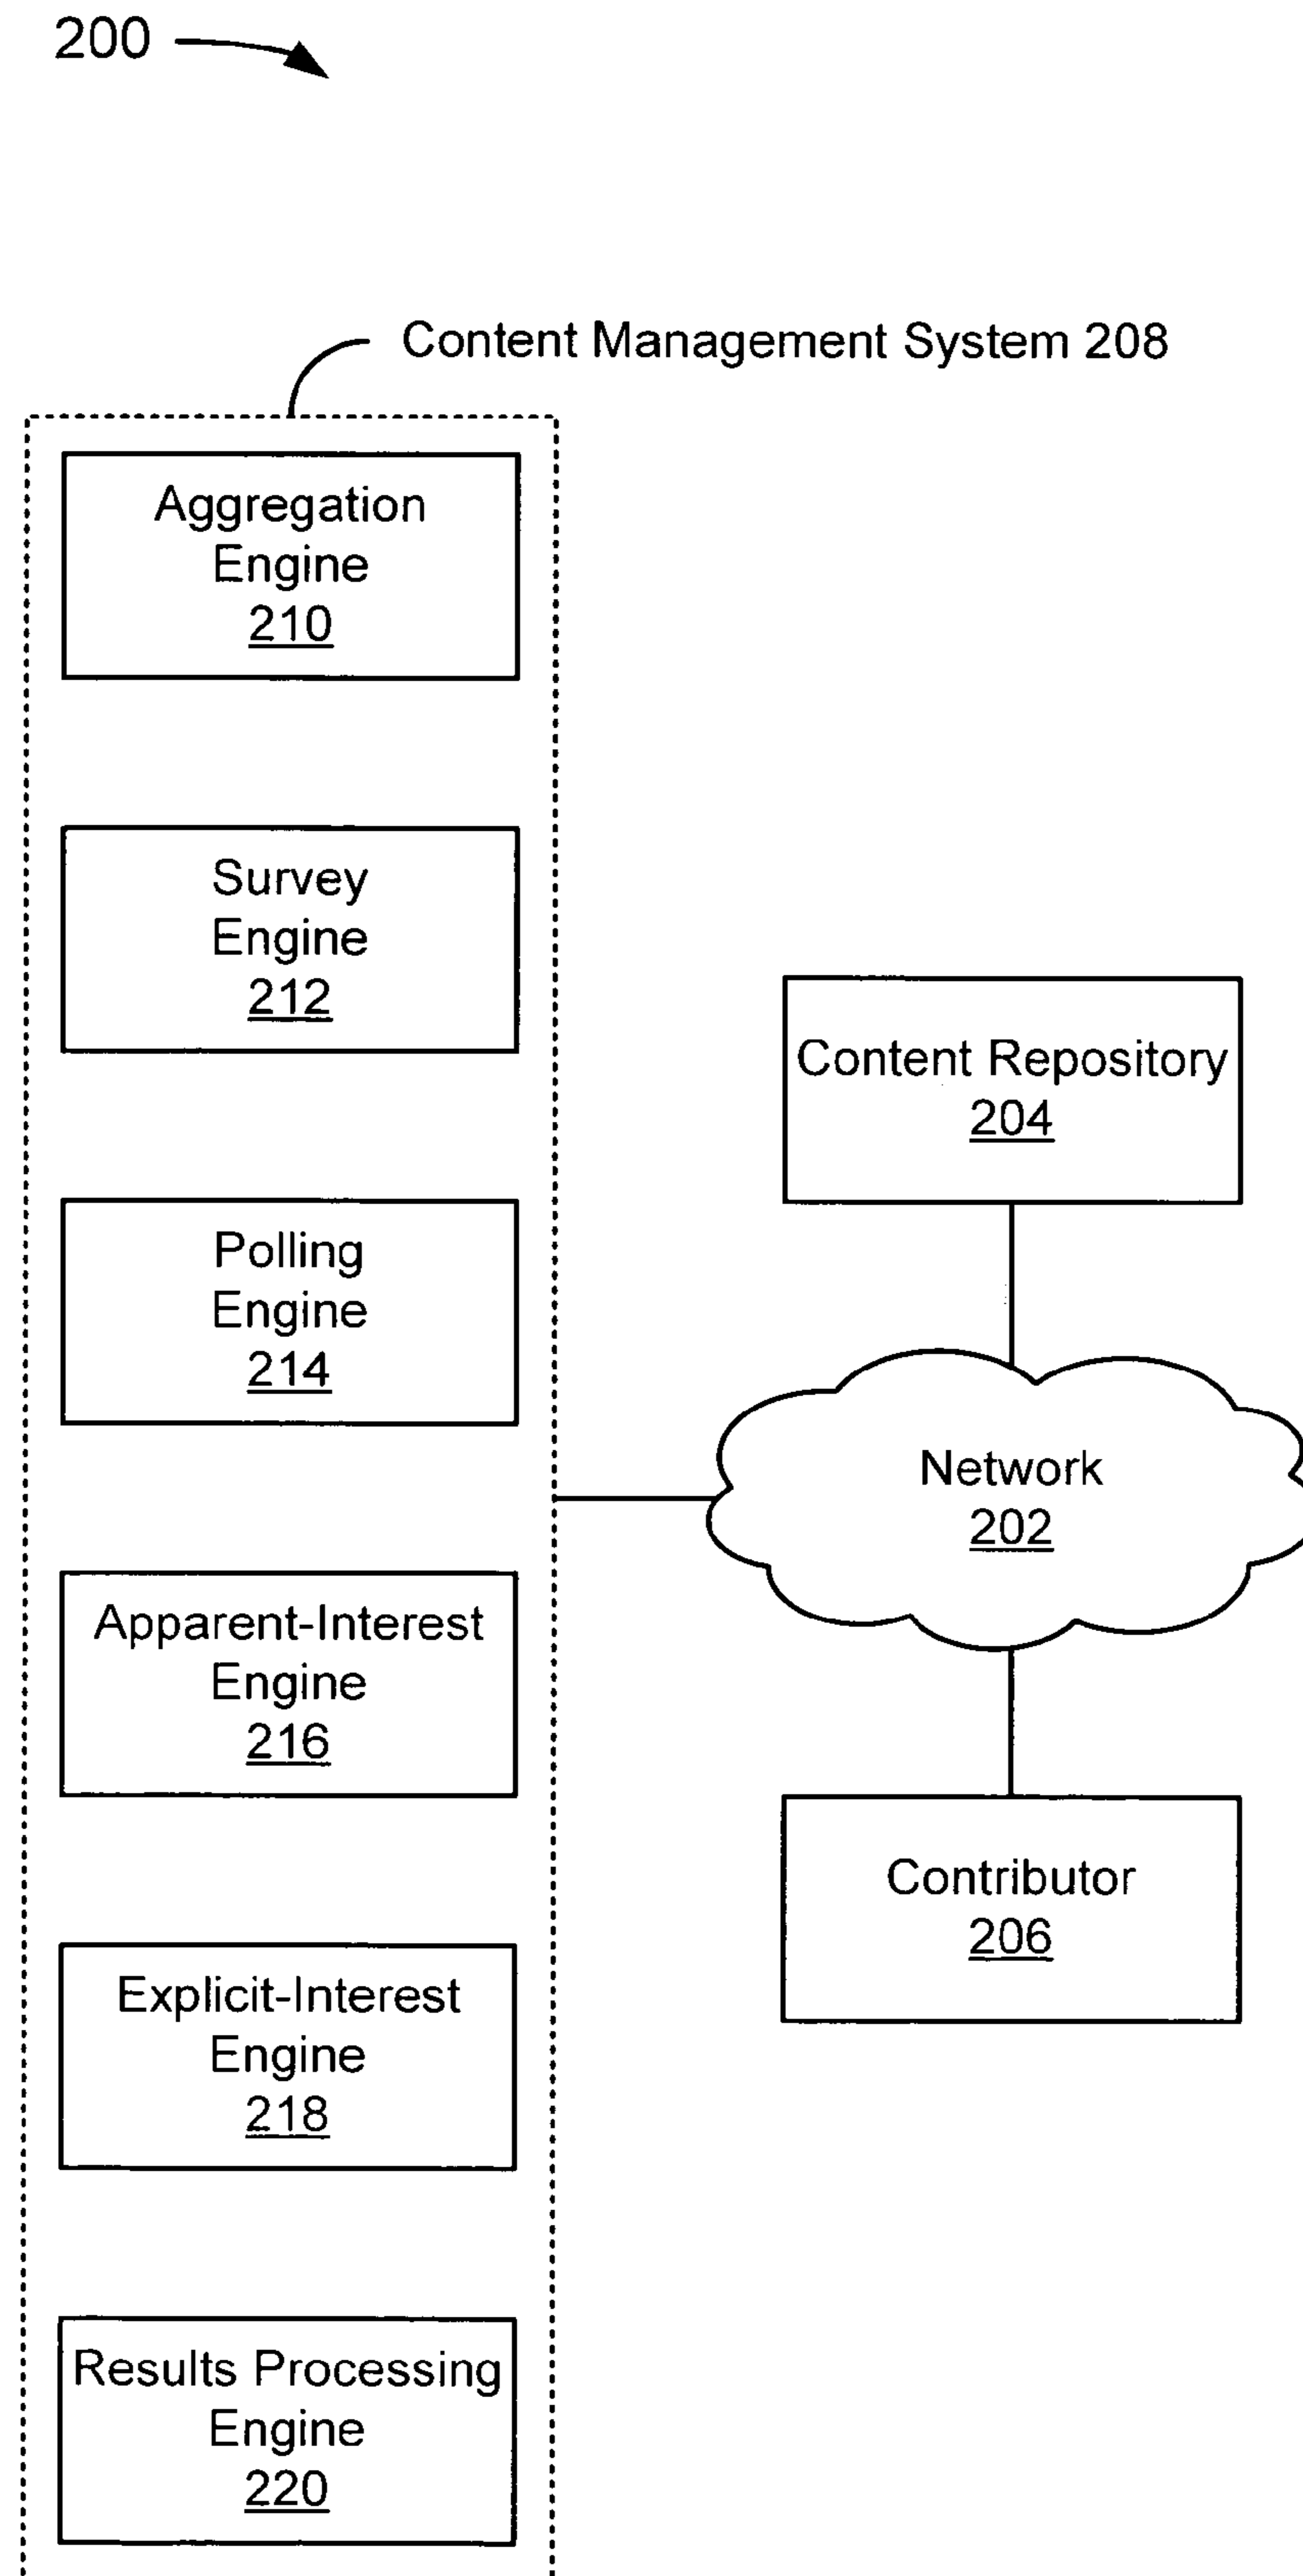 200
Content Management System 208
Aggregation
Engine
210
Survey
Engine
212
Polling
Engine
214
Apparent-Interest
Engine
216
Explicit-Interest
Engine
218
Results Processing
Engine
220
Content Repository
204
Network
202
Contributor
206